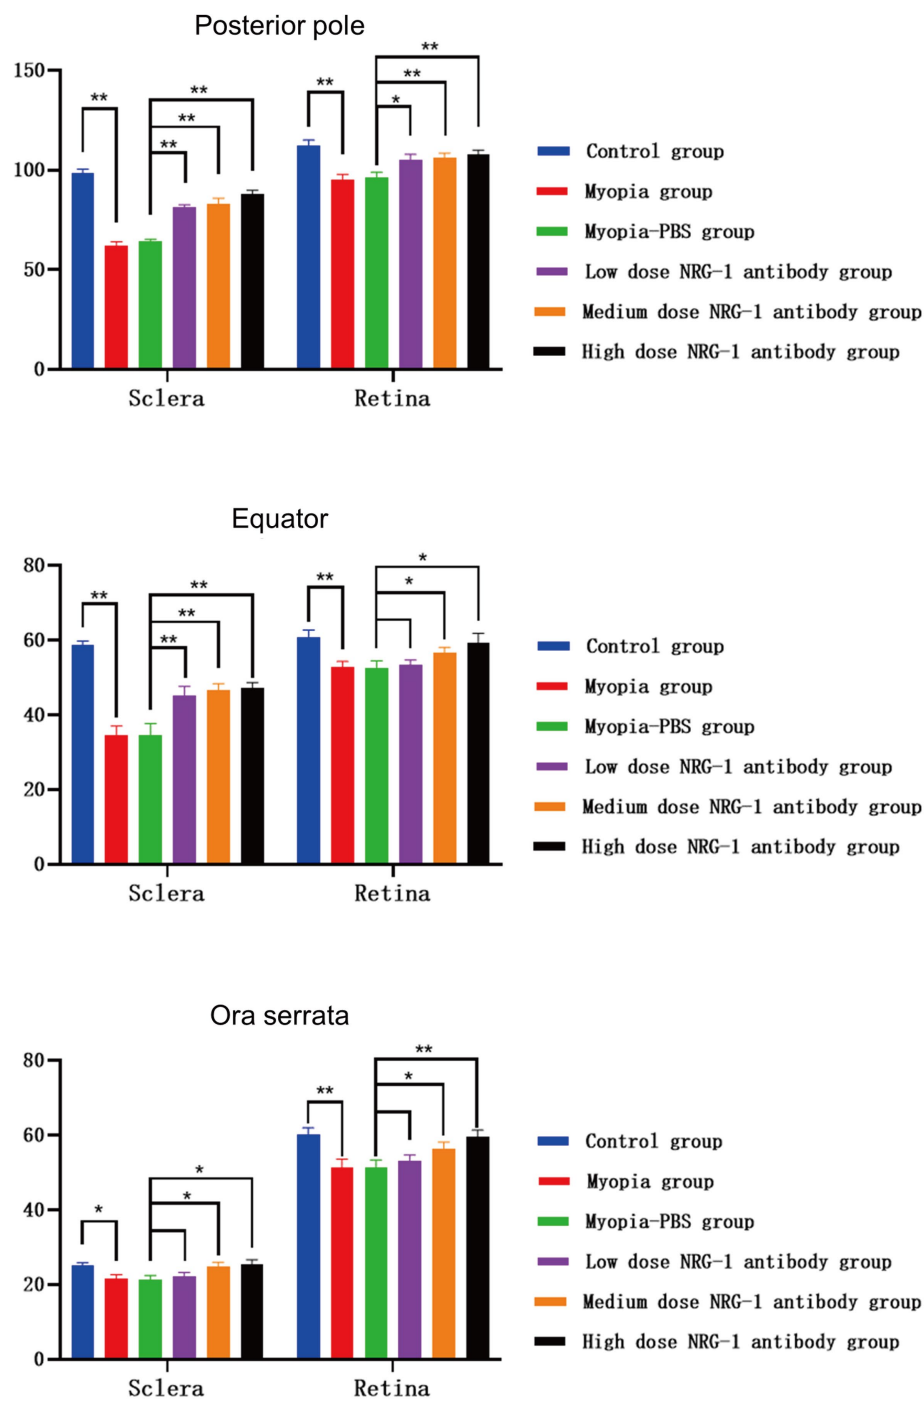 Posterior pole
150
100
50
0
** ** ** ** ** * ** **
Sclera Retina
Control group
Myopia group
Myopia-PBS group
Low dose NRG-1 antibody group
Medium dose NRG-1 antibody group
High dose NRG-1 antibody group
Equator
80
60
40
20
0
** ** ** ** ** * *
Sclera Retina
Control group
Myopia group
Myopia-PBS group
Low dose NRG-1 antibody group
Medium dose NRG-1 antibody group
High dose NRG-1 antibody group
Ora serrata
80
60
40
20
0
* * * ** * **
Sclera Retina
Control group
Myopia group
Myopia-PBS group
Low dose NRG-1 antibody group
Medium dose NRG-1 antibody group
High dose NRG-1 antibody group